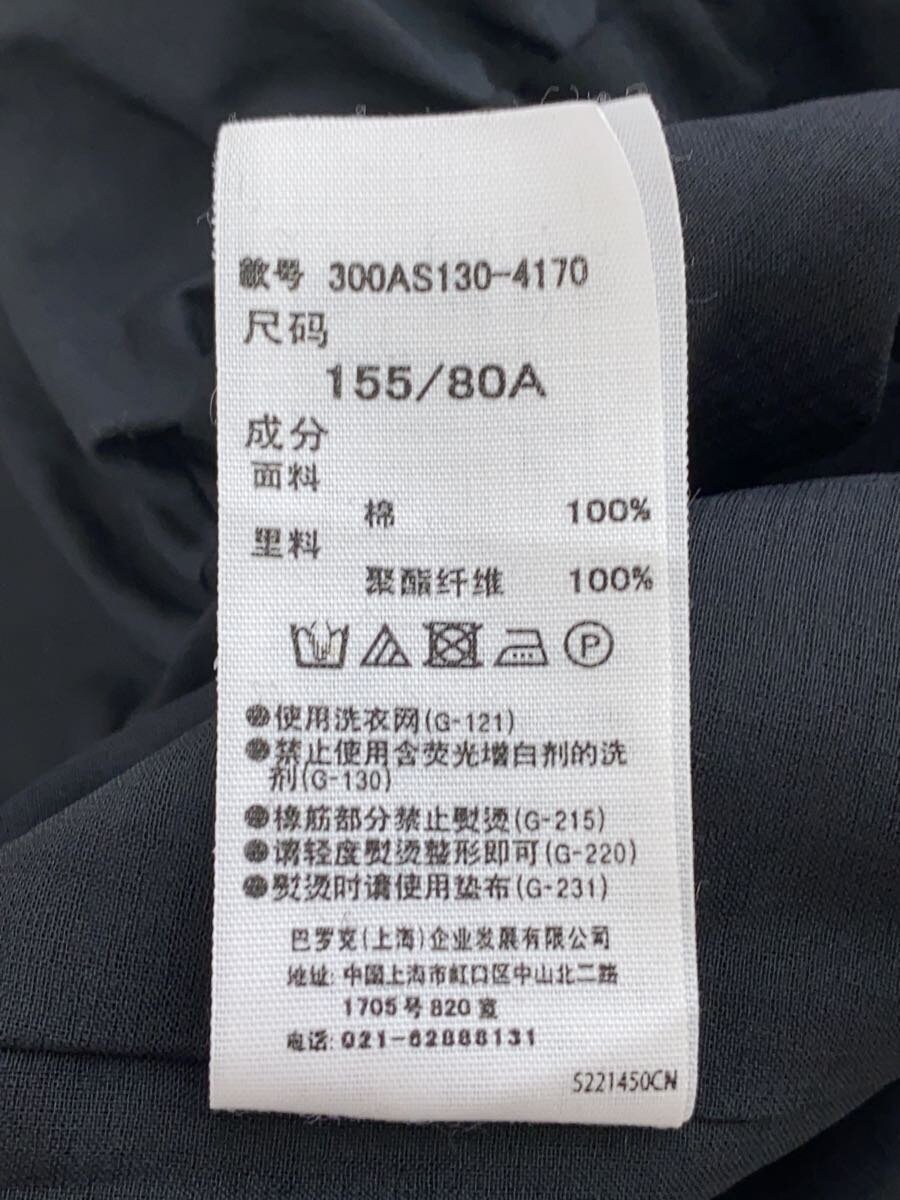 款号 300AS130-4170
尺码
155/80A
成分
面料
棉 100%
里料
聚酯纤维 100%
P
使用洗衣网(G-121)
禁止使用含荧光增白剂的洗
剂(G-130)
橡筋部分禁止熨烫(G-215)
请轻度熨烫整形即可(G-220)
熨烫时请使用垫布(G-231)
巴罗克(上海)企业发展有限公司
地址: 中国上海市虹口区中山北二路
1705号820室
电话: 021-62888131
S221450CN